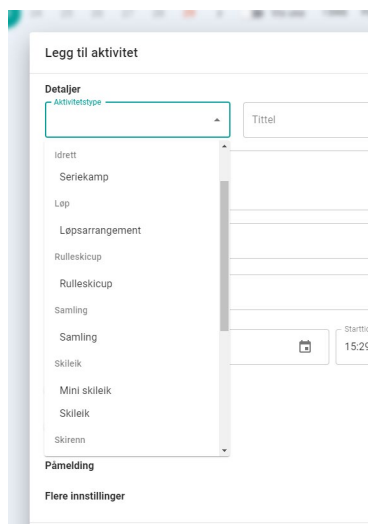 Legg til aktivitet
Detaljer
Aktivitetstype
Tittel
Idrett
Seriekamp
Løp
Løpsarrangement
Rulleskicup
Rulleskicup
Samling
Samling
Skileik
Mini skileik
Skileik
Skirenn
15:29
Påmelding
Flere innstillinger